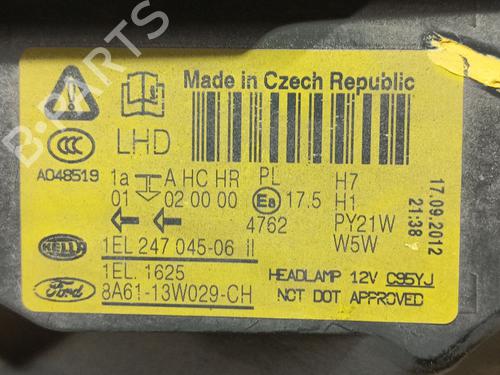 Made in Czech Republic
LHD
CCC
A048519
1a A HC HR PL
01 02 00 00 E8 17.5
4762
H7
H1
PY21W
W5W
17.09.2012
21:38
HELLA
1EL 247 045-06 II
1EL. 1625
Ford
8A61-13W029-CH
HEADLAMP 12V C95YJ
NOT DOT APPROVED
B-PARTS